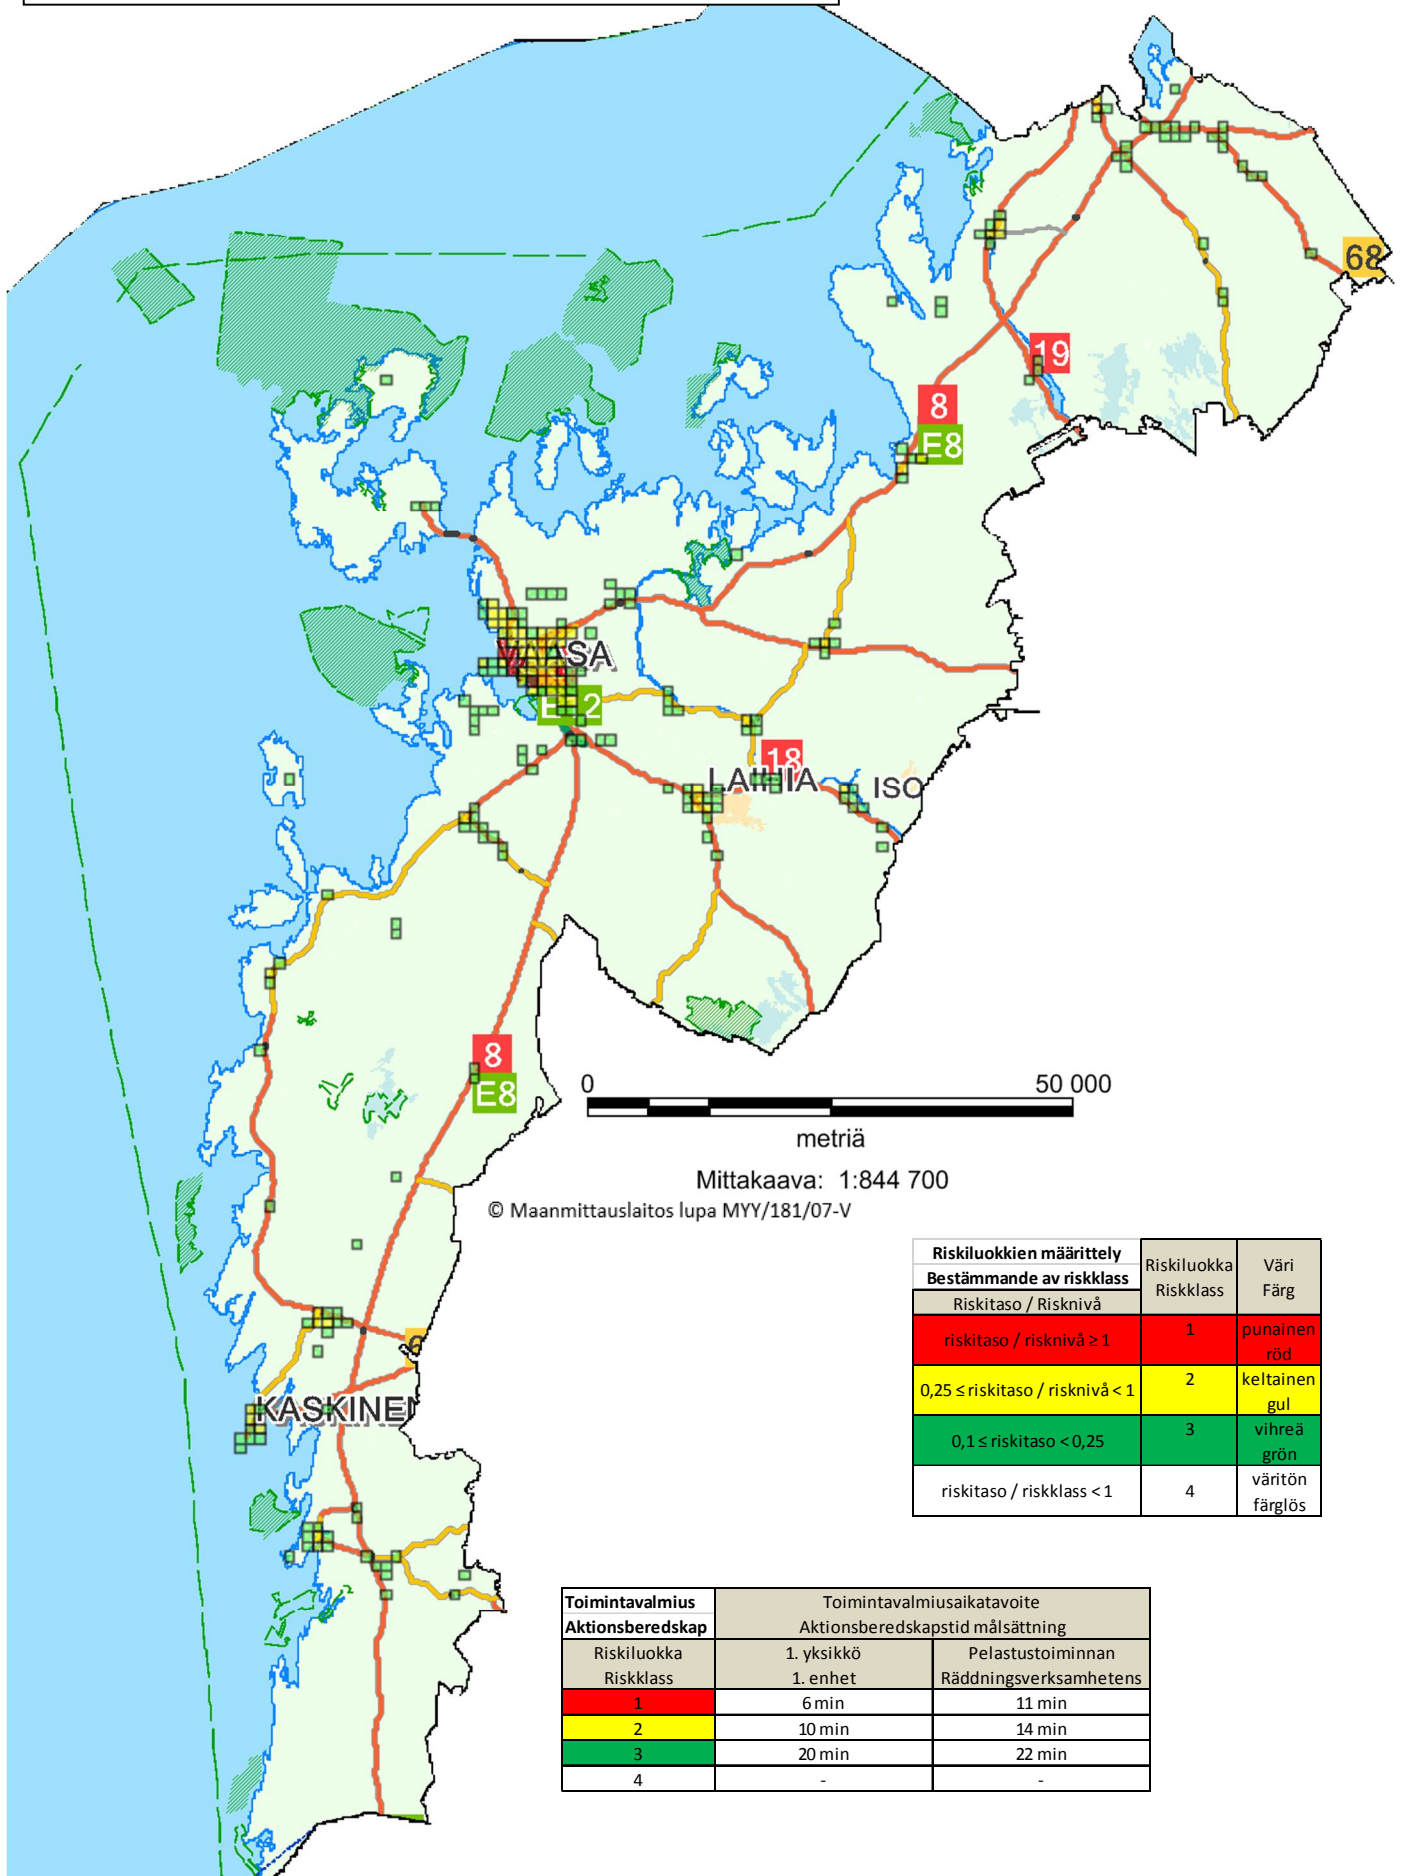 68
19
8
E8
VAASA
E 2
18
LAIHIA
ISO
8
E8
0 50 000
metriä
Mittakaava: 1:844 700
© Maanmittauslaitos lupa MYY/181/07-V
6
KASKINE
Riskiluokkien määrittely
Bestämmande av riskklass
Riskiluokka
Riskklass
Väri
Färg
Riskitaso / Risknivå
riskitaso / risknivå ≥ 1
1
punainen
röd
0,25 ≤ riskitaso / risknivå < 1
2
keltainen
gul
0,1 ≤ riskitaso < 0,25
3
vihreä
grön
riskitaso / riskklass < 1
4
väritön
färglös
Toimintavalmius
Aktionsberedskap
Toimintavalmiusaikatavoite
Aktionsberedskapstid målsättning
Riskiluokka
Riskklass
1. yksikkö
1. enhet
Pelastustoiminnan
Räddningsverksamhetens
1 6 min 11 min
2 10 min 14 min
3 20 min 22 min
4 - -